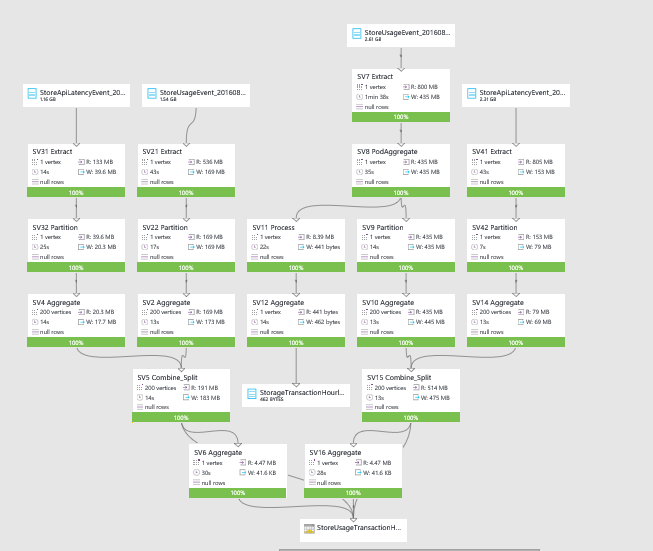 StoreUsageEvent_201608...
2.61 GB
StoreApiLatencyEvent_20...
1.16 GB
StoreUsageEvent_201608...
1.54 GB
SV7 Extract
1 vertex R: 800 MB
1min 38s W: 435 MB
null rows
100%
StoreApiLatencyEvent_20...
2.31 GB
SV31 Extract
1 vertex R: 133 MB
14s W: 39.6 MB
null rows
100%
SV21 Extract
1 vertex R: 536 MB
43s W: 169 MB
null rows
100%
SV8 PodAggregate
1 vertex R: 435 MB
35s W: 435 MB
null rows
100%
SV41 Extract
1 vertex R: 805 MB
43s W: 153 MB
null rows
100%
SV32 Partition
1 vertex R: 39.6 MB
25s W: 20.3 MB
null rows
100%
SV22 Partition
1 vertex R: 169 MB
17s W: 169 MB
null rows
100%
SV11 Process
1 vertex R: 8.39 MB
22s W: 441 bytes
null rows
100%
SV9 Partition
1 vertex R: 435 MB
14s W: 435 MB
null rows
100%
SV42 Partition
1 vertex R: 153 MB
7s W: 79 MB
null rows
100%
SV4 Aggregate
200 vertices R: 20.3 MB
14s W: 17.7 MB
null rows
100%
SV2 Aggregate
200 vertices R: 169 MB
13s W: 173 MB
null rows
100%
SV12 Aggregate
1 vertex R: 441 bytes
14s W: 462 bytes
null rows
100%
SV10 Aggregate
200 vertices R: 435 MB
13s W: 445 MB
null rows
100%
SV14 Aggregate
200 vertices R: 79 MB
12s W: 69 MB
null rows
100%
SV5 Combine_Split
200 vertices R: 191 MB
14s W: 183 MB
null rows
100%
StorageTransactionHourl...
462 BYTES
SV15 Combine_Split
200 vertices R: 514 MB
13s W: 475 MB
null rows
100%
SV6 Aggregate
1 vertex R: 4.47 MB
30s W: 41.6 KB
null rows
100%
SV16 Aggregate
1 vertex R: 4.47 MB
28s W: 41.6 KB
null rows
100%
StoreUsageTransactionH...